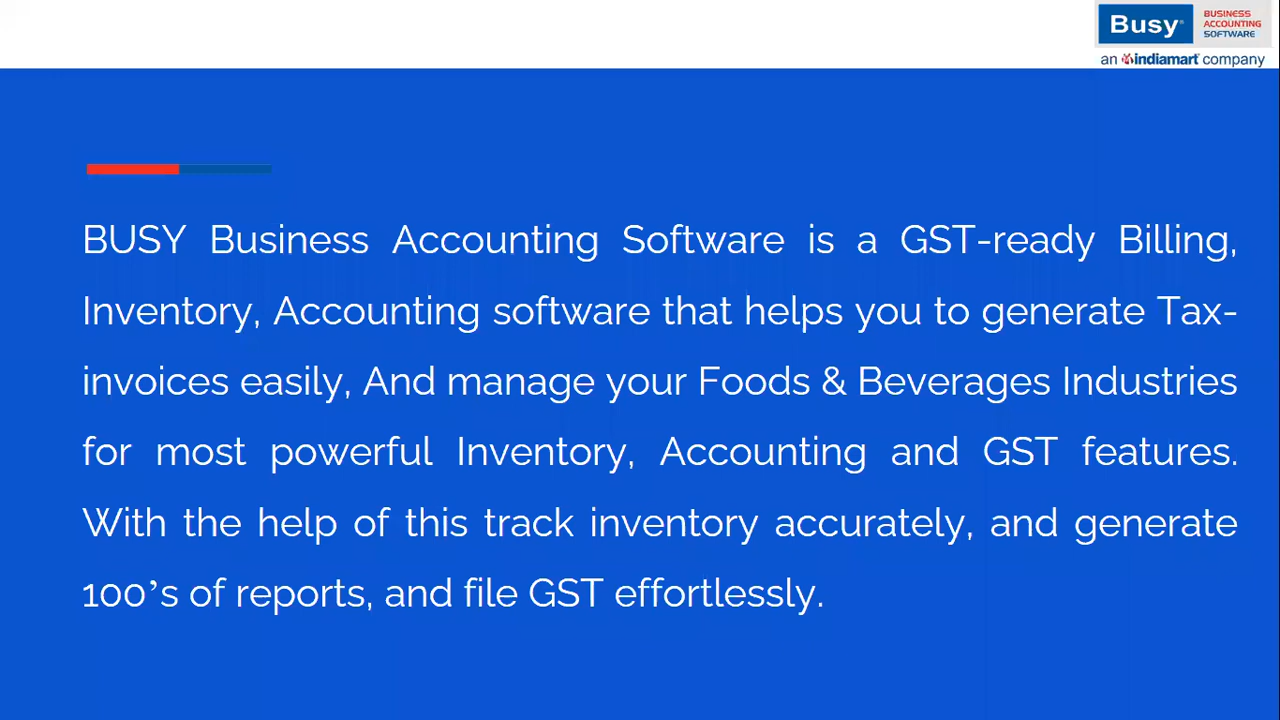 Busy
BUSINESS
ACCOUNTING
SOFTWARE
an indiamart company
BUSY Business Accounting Software is a GST-ready Billing,
Inventory, Accounting software that helps you to generate Tax-
invoices easily, And manage your Foods & Beverages Industries
for most powerful Inventory, Accounting and GST features.
With the help of this track inventory accurately, and generate
100’s of reports, and file GST effortlessly.